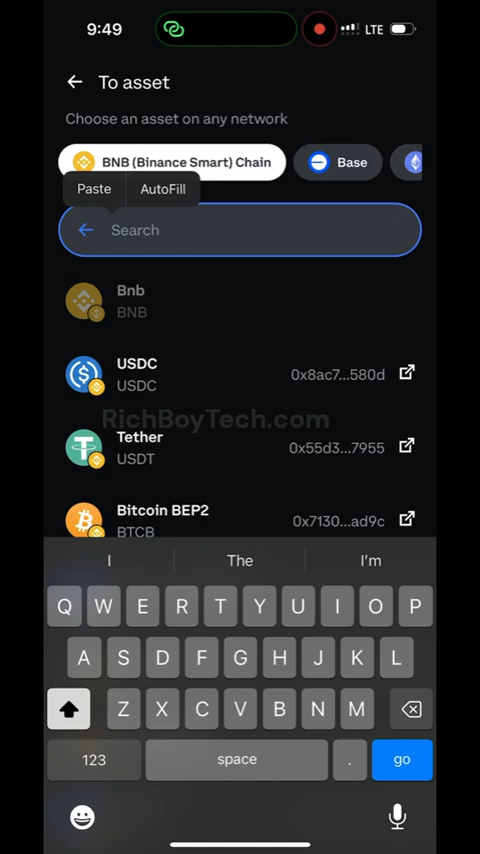 9:49
LTE
To asset
Choose an asset on any network
BNB (Binance Smart) Chain
Base
Paste
AutoFill
Search
Bnb
BNB
USDC
USDC
0x8ac7...580d
RichBoyTech.com
Tether
USDT
0x55d3...7955
Bitcoin BEP2
BTCB
0x7130...ad9c
I
The
I'm
Q W E R T Y U I O P
A S D F G H J K L
Z X C V B N M
123
space
.
go